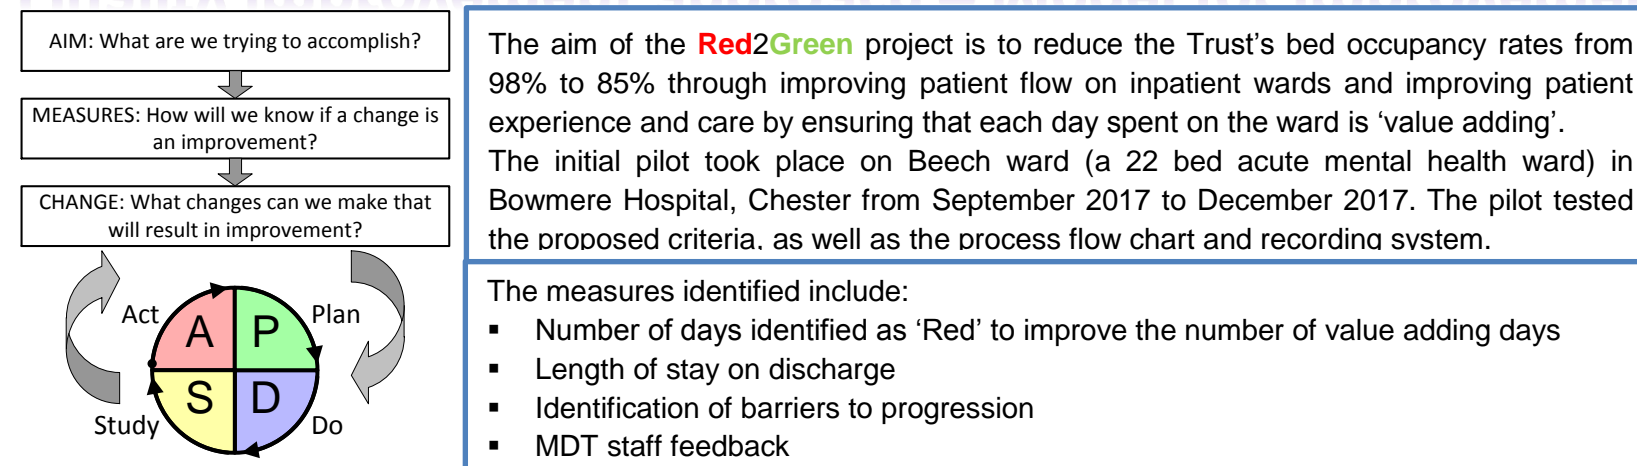 AIM: What are we trying to accomplish?
MEASURES: How will we know if a change is
an improvement?
CHANGE: What changes can we make that
will result in improvement?
Act
Plan
A
P
S
D
Study
Do
The aim of the Red2Green project is to reduce the Trust’s bed occupancy rates from
98% to 85% through improving patient flow on inpatient wards and improving patient
experience and care by ensuring that each day spent on the ward is ‘value adding’.
The initial pilot took place on Beech ward (a 22 bed acute mental health ward) in
Bowmere Hospital, Chester from September 2017 to December 2017. The pilot tested
the proposed criteria, as well as the process flow chart and recording system.
The measures identified include:
▪ Number of days identified as ‘Red’ to improve the number of value adding days
▪ Length of stay on discharge
▪ Identification of barriers to progression
▪ MDT staff feedback